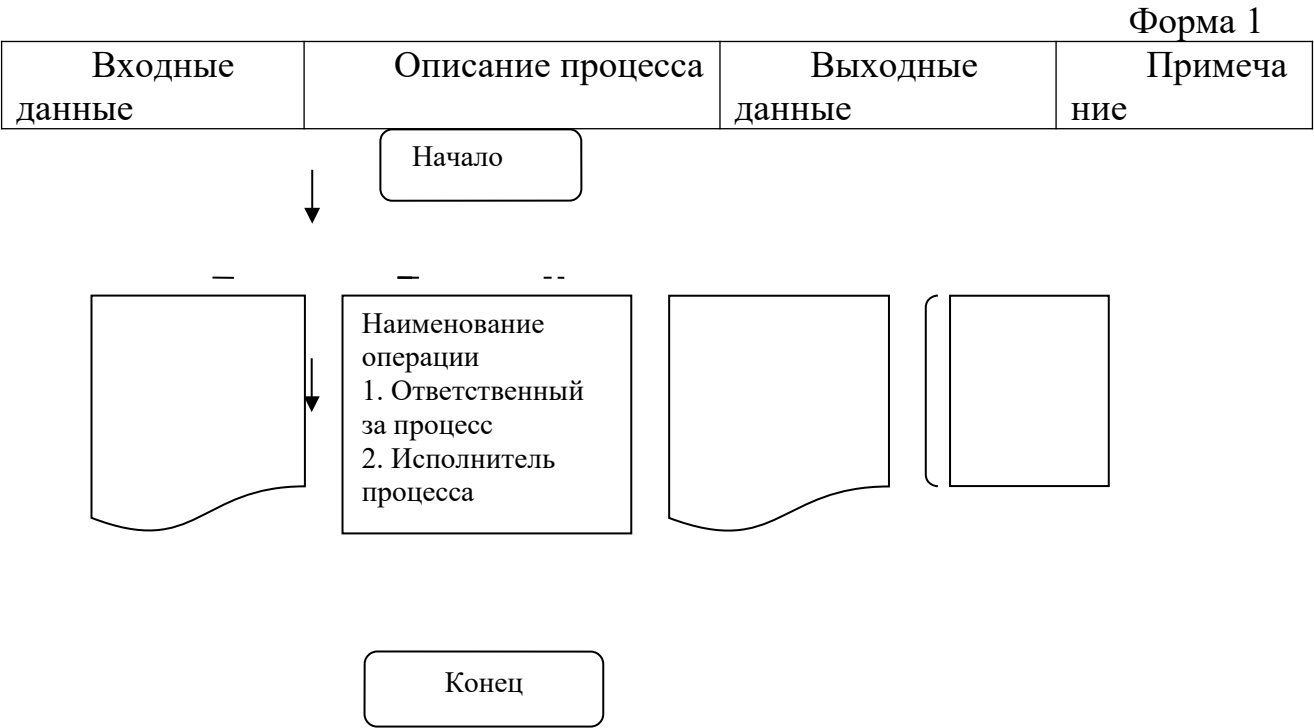 Форма 1
Входные данные
Описание процесса
Выходные данные
Примеча
ние
Начало
Наименование
операции
1. Ответственный
за процесс
2. Исполнитель
процесса
Конец